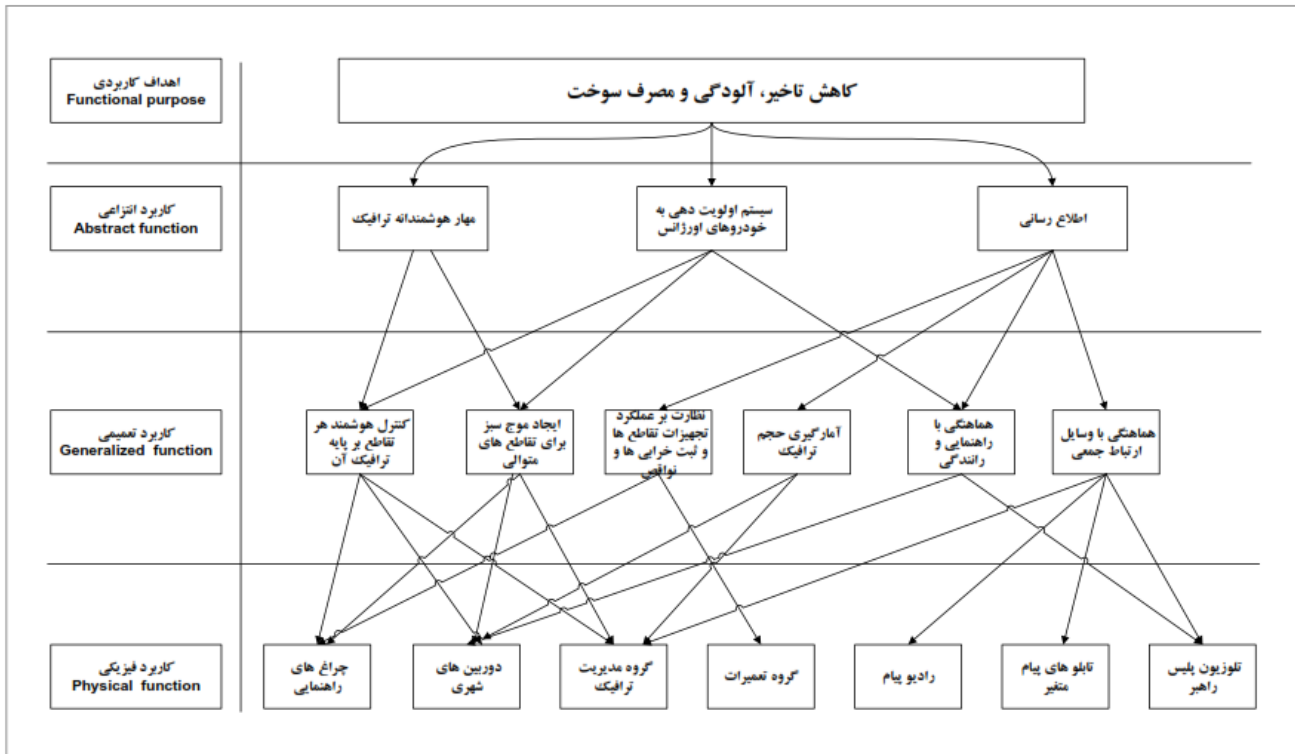 اهداف کاربردی
Functional purpose
کاهش تاخیر، آلودگی و مصرف سوخت
کاربرد انتزاعی
Abstract function
مهار هوشمندانه ترافیک
سیستم اولویت دهی به
خودروهای اورژانس
اطلاع رسانی
کاربرد تعمیمی
Generalized function
کنترل هوشمند هر
تقاطع بر پایه
ترافیک آن
ایجاد موج سبز
برای تقاطع های
متوالی
نظارت بر عملکرد
تجهیزات تقاطع ها
و ثبت خرابی ها و
نواقص
آمارگیری حجم
ترافیک
هماهنگی با
راهنمایی و
رانندگی
هماهنگی با وسایل
ارتباط جمعی
کاربرد فیزیکی
Physical function
چراغ های
راهنمایی
دوربین های
شهری
گروه مدیریت
ترافیک
گروه تعمیرات
رادیو پیام
تابلو های پیام
متغیر
تلوزیون پلیس
راهبر